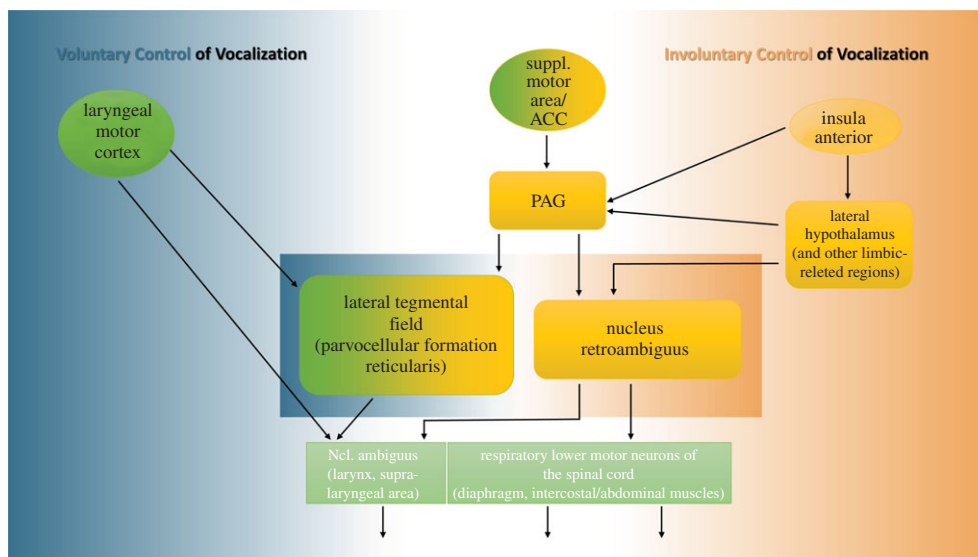 Voluntary Control of Vocalization
Involuntary Control of Vocalization
suppl.
motor
area/
ACC
laryngeal
motor
cortex
insula
anterior
PAG
lateral
hypothalamus
(and other limbic-
releted regions)
lateral tegmental
field
(parvocellular formation
reticularis)
nucleus
retroambiguus
Ncl. ambiguus
(larynx, supra-
laryngeal area)
respiratory lower motor neurons of
the spinal cord
(diaphragm, intercostal/abdominal muscles)